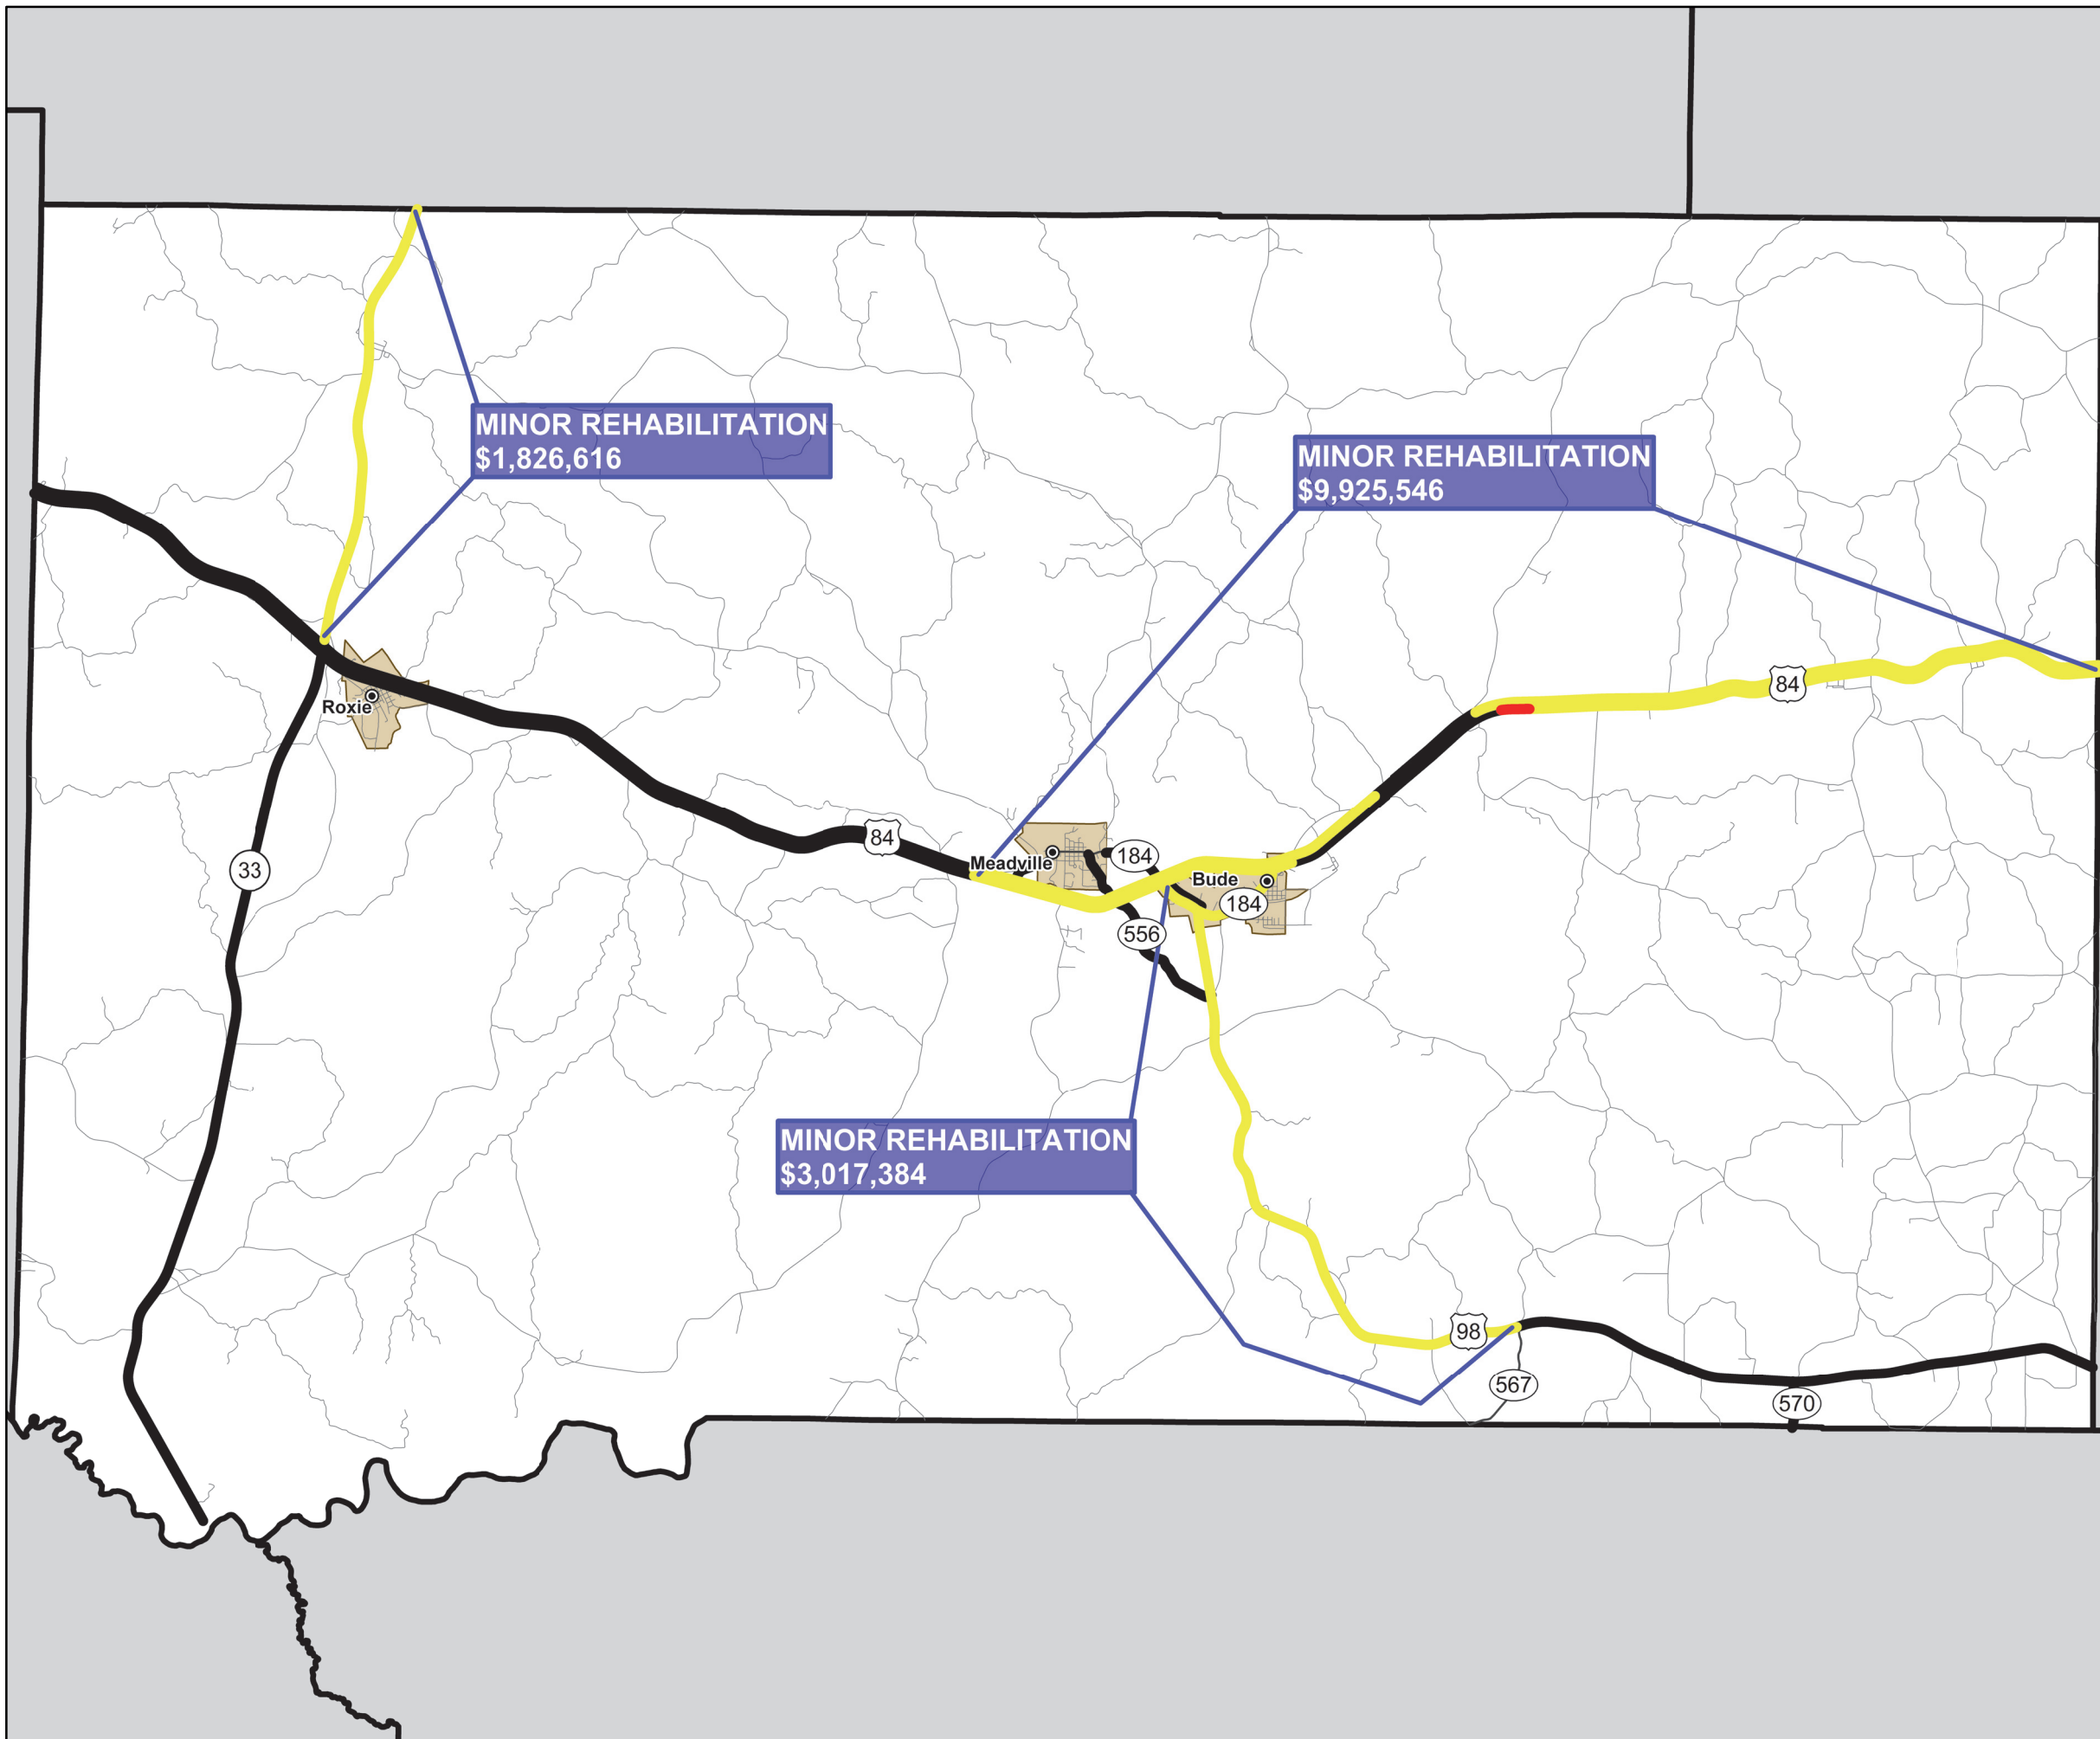 MINOR REHABILITATION
$1,826,616
MINOR REHABILITATION
$9,925,546
84
Roxie
84
33
Meadville
184
Bude
184
556
MINOR REHABILITATION
$3,017,384
98
567
570